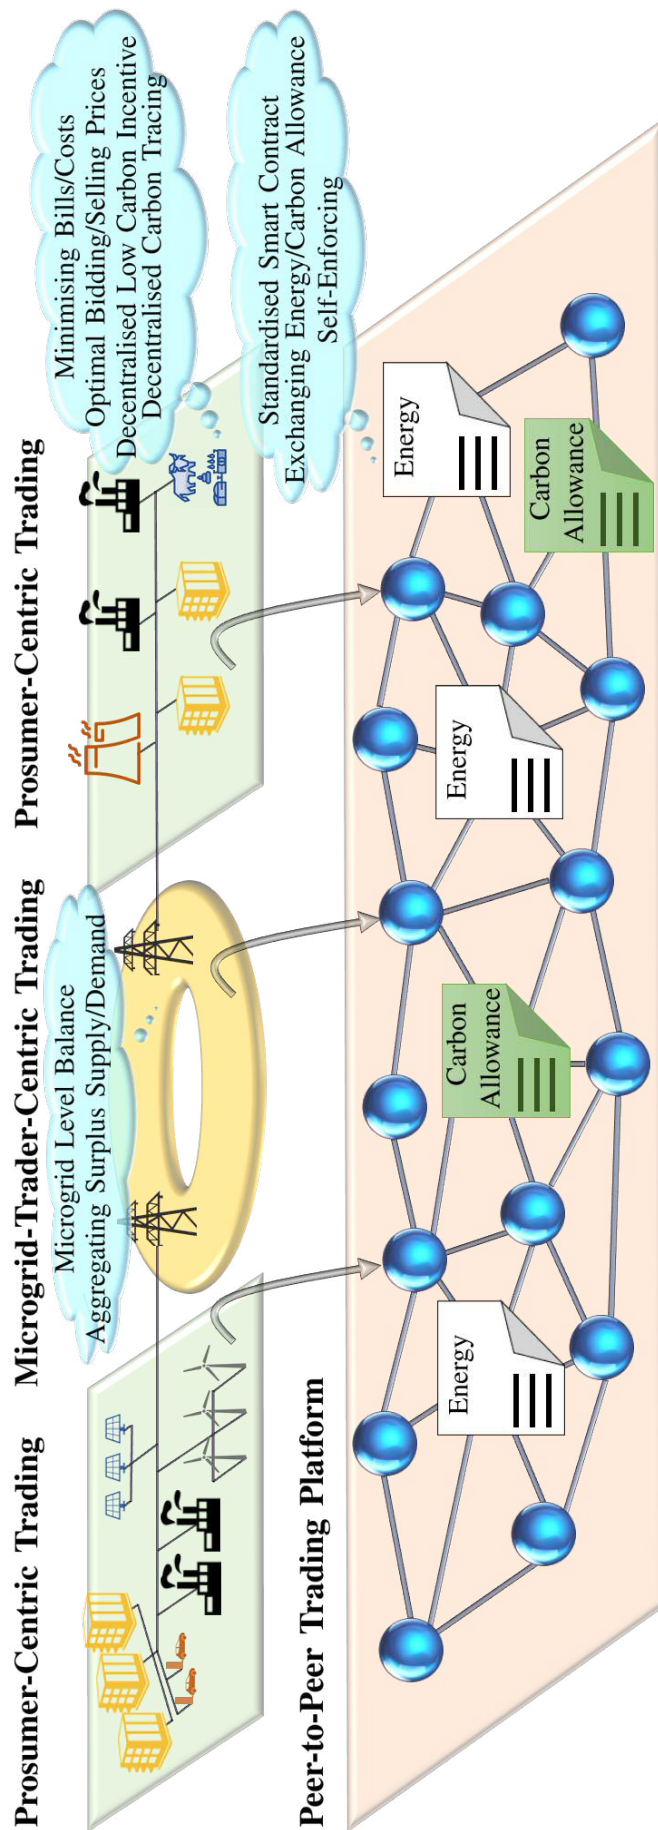 Prosumer-Centric Trading
Microgrid-Trader-Centric Trading
Prosumer-Centric Trading
Microgrid Level Balance
Aggregating Surplus Supply/Demand
Minimising Bills/Costs
Optimal Bidding/Selling Prices
Decentralised Low Carbon Incentive
Decentralised Carbon Tracing
Peer-to-Peer Trading Platform
Standardised Smart Contract
Exchanging Energy/Carbon Allowance
Self-Enforcing
Energy
Carbon
Allowance
Energy
Energy
Carbon
Allowance